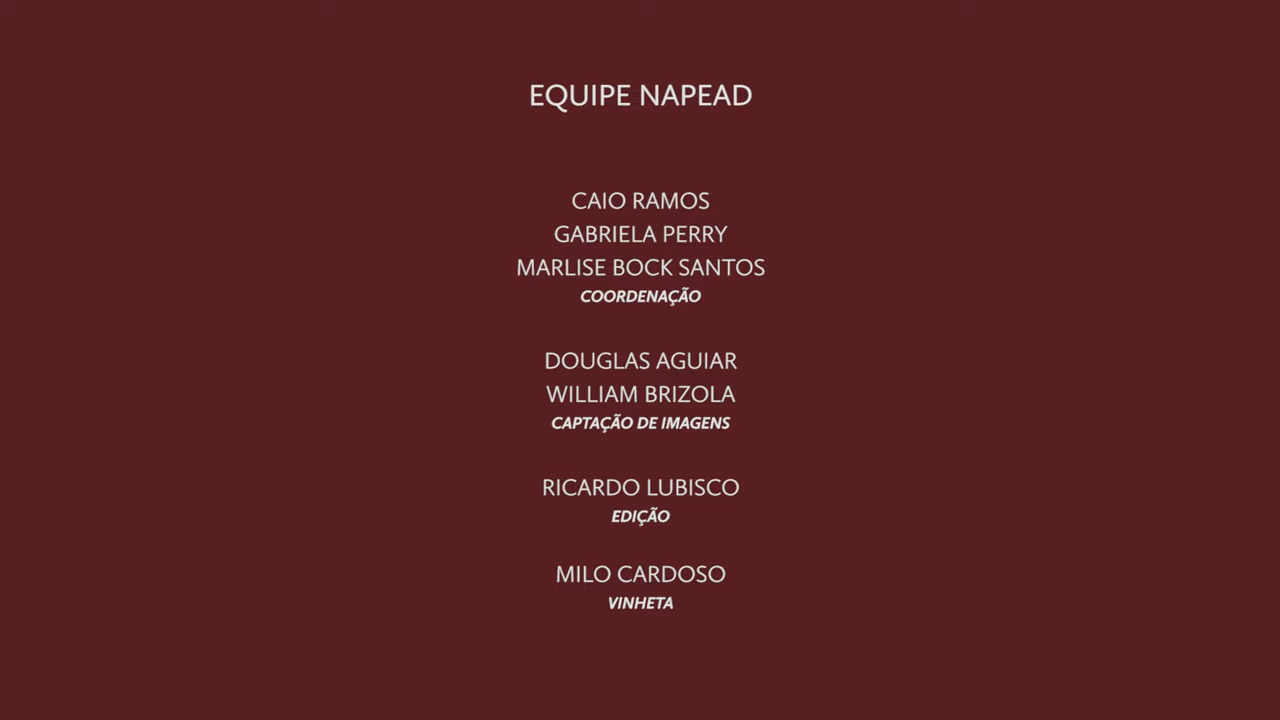 EQUIPE NAPEAD
CAIO RAMOS
GABRIELA PERRY
MARLISE BOCK SANTOS
COORDENAÇÃO
DOUGLAS AGUIAR
WILLIAM BRIZOLA
CAPTAÇÃO DE IMAGENS
RICARDO LUBISCO
EDIÇÃO
MILO CARDOSO
VINHETA